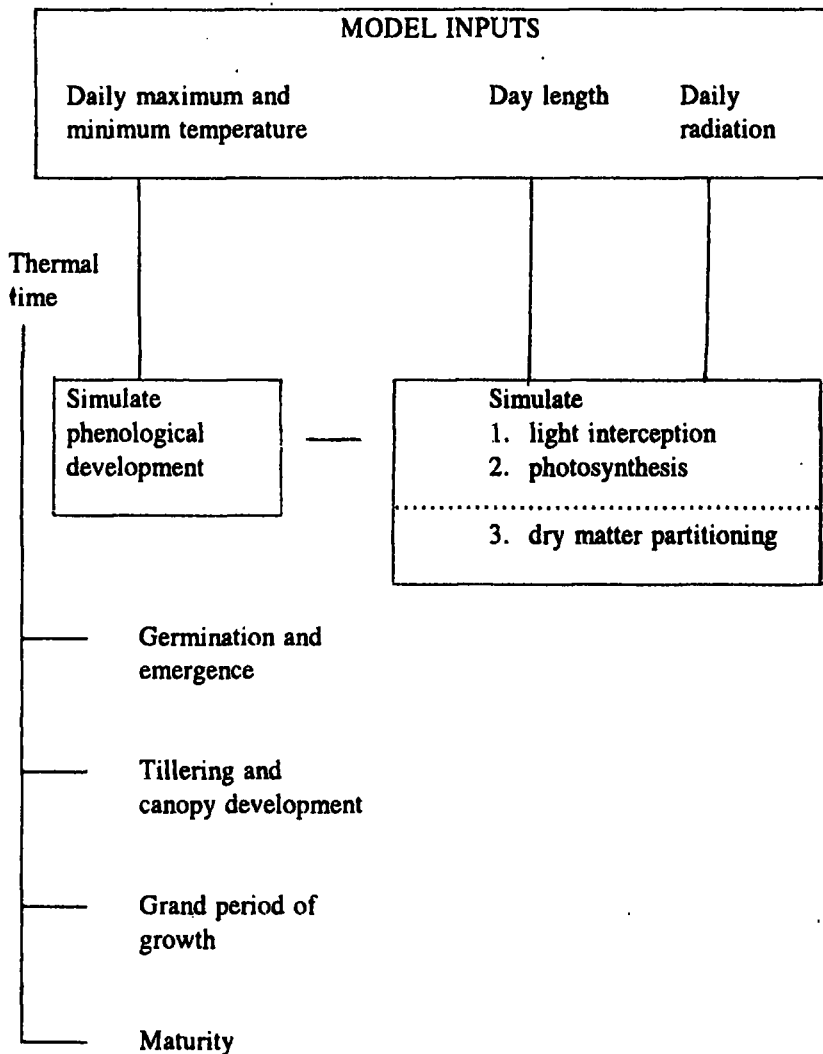 MODEL INPUTS
Daily maximum and
minimum temperature
Day length
Daily
radiation
Thermal
time
Simulate
phenological
development
Simulate
1. light interception
2. photosynthesis
3. dry matter partitioning
Germination and
emergence
Tillering and
canopy development
Grand period of
growth
Maturity